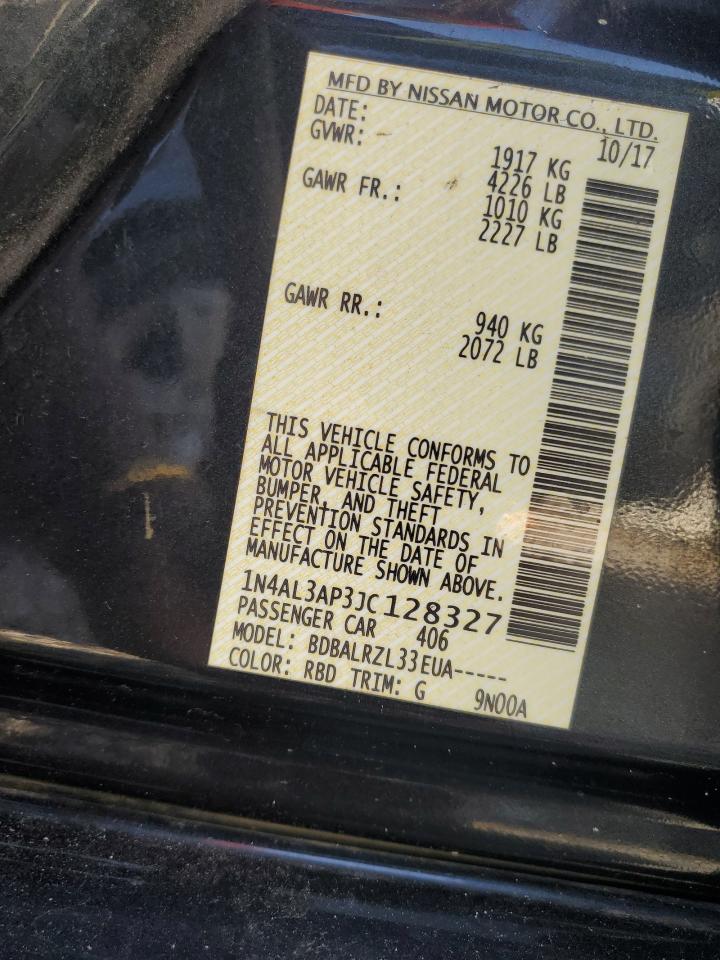 MFD BY NISSAN MOTOR CO., LTD.
DATE: 10/17
GVWR: 1917 KG
4226 LB
GAWR FR.: 1010 KG
2227 LB
GAWR RR.: 940 KG
2072 LB
THIS VEHICLE CONFORMS TO
ALL APPLICABLE FEDERAL
MOTOR VEHICLE SAFETY,
BUMPER, AND THEFT
PREVENTION STANDARDS IN
EFFECT ON THE DATE OF
MANUFACTURE SHOWN ABOVE.
1N4AL3AP3JC128327
PASSENGER CAR 406
MODEL: BDBALRZL33EUA-----
COLOR: RBD TRIM: G 9N00A